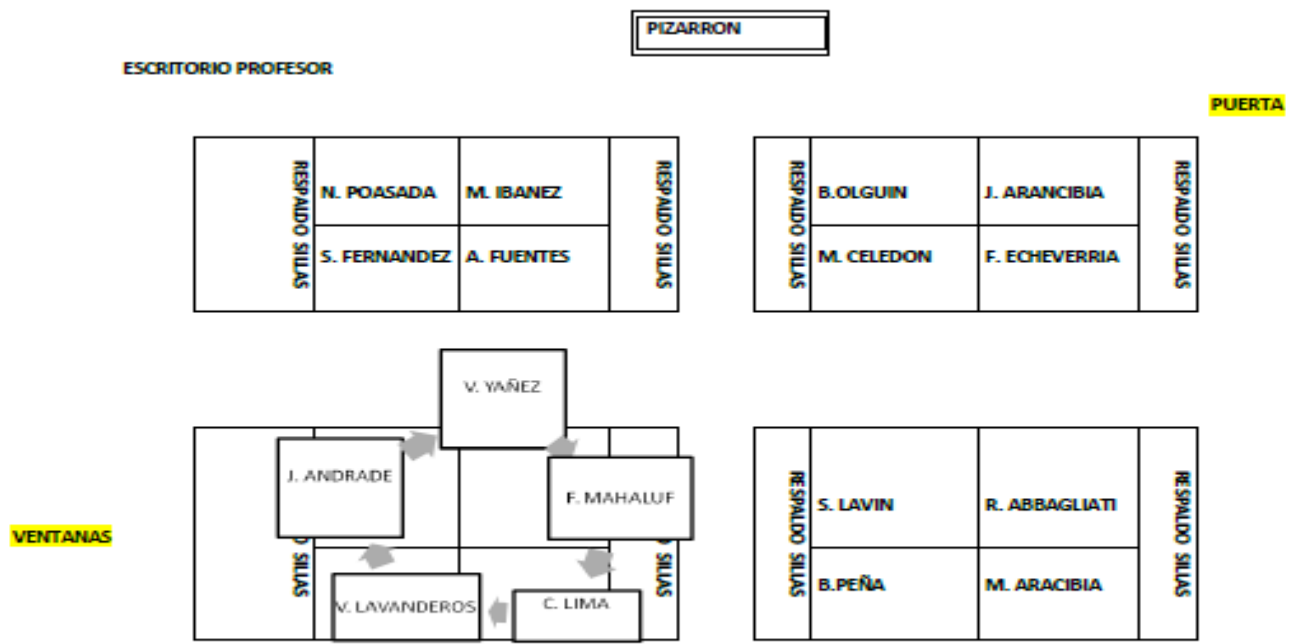 PIZARRON
ESCRITORIO PROFESOR
PUERTA
RESPALDO SILLAS
N. POASADA
M. IBANEZ
RESPALDO SILLAS
S. FERNANDEZ
A. FUENTES
RESPALDO SILLAS
B.OLGUIN
J. ARANCIBIA
RESPALDO SILLAS
M. CELEDON
F. ECHEVERRIA
V. YAÑEZ
J. ANDRADE
F. MAHALUF
VENTANAS
SILLAS
SILLAS
V. LAVANDEROS
C. LIMA
RESPALDO SILLAS
S. LAVIN
R. ABBAGLIATI
RESPALDO SILLAS
B.PEÑA
M. ARACIBIA